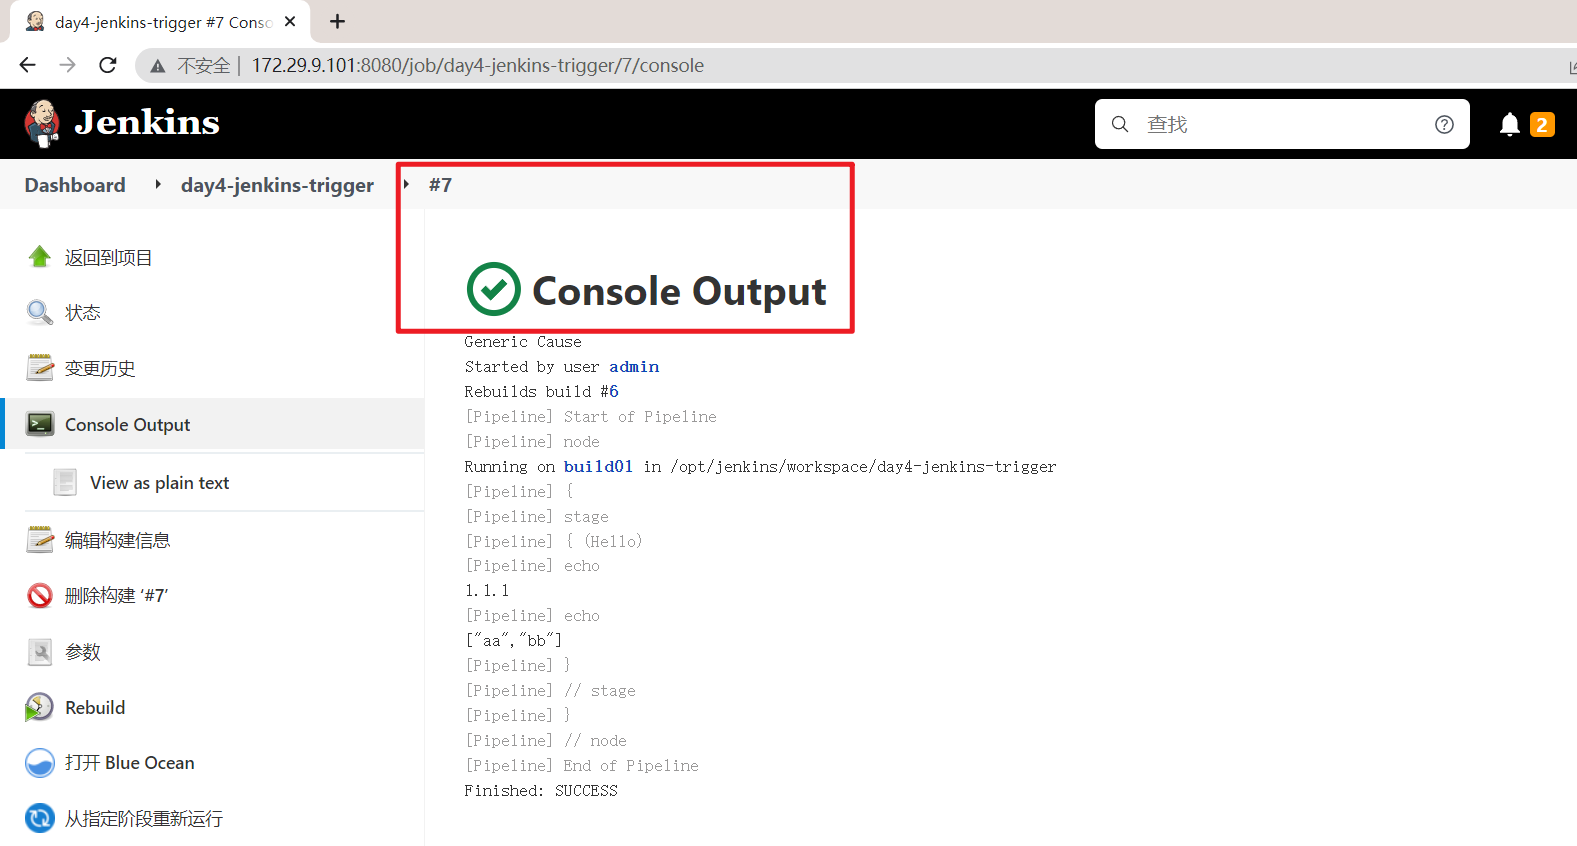 day4-jenkins-trigger #7 Conso
不安全 | 172.29.9.101:8080/job/day4-jenkins-trigger/7/console
Jenkins
查找
2
Dashboard
day4-jenkins-trigger
#7
返回到项目
状态
变更历史
Console Output
View as plain text
编辑构建信息
删除构建 ‘#7’
参数
Rebuild
打开 Blue Ocean
从指定阶段重新运行
Console Output
Generic Cause
Started by user admin
Rebuilds build #6
[Pipeline] Start of Pipeline
[Pipeline] node
Running on build01 in /opt/jenkins/workspace/day4-jenkins-trigger
[Pipeline] {
[Pipeline] stage
[Pipeline] { (Hello)
[Pipeline] echo
1.1.1
[Pipeline] echo
["aa","bb"]
[Pipeline] }
[Pipeline] // stage
[Pipeline] }
[Pipeline] // node
[Pipeline] End of Pipeline
Finished: SUCCESS